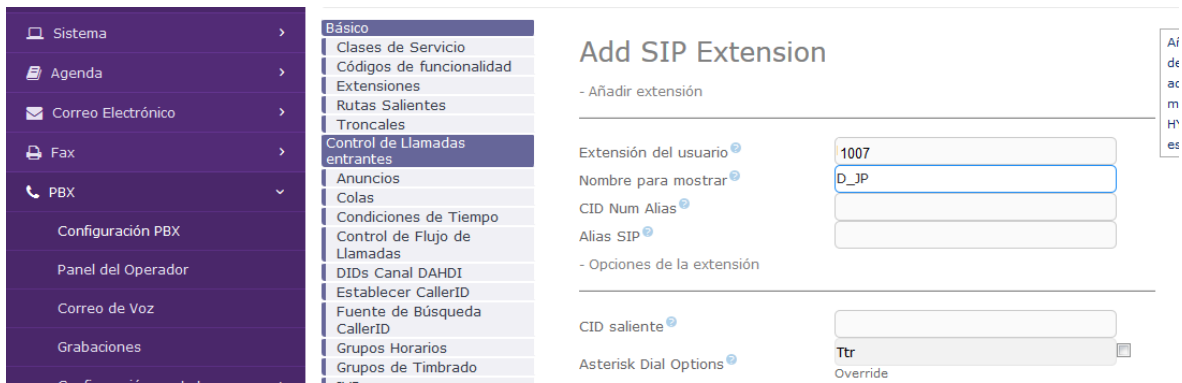 Sistema
Agenda
Correo Electrónico
Fax
PBX
Configuración PBX
Panel del Operador
Correo de Voz
Grabaciones
Básico
Clases de Servicio
Códigos de funcionalidad
Extensiones
Rutas Salientes
Troncales
Control de Llamadas
entrantes
Anuncios
Colas
Condiciones de Tiempo
Control de Flujo de
Llamadas
DIDs Canal DAHDI
Establecer CallerID
Fuente de Búsqueda
CallerID
Grupos Horarios
Grupos de Timbrado
Add SIP Extension
- Añadir extensión
Extensión del usuario 1007
Nombre para mostrar D_JP
CID Num Alias
Alias SIP
- Opciones de la extensión
CID saliente
Asterisk Dial Options Ttr
Override